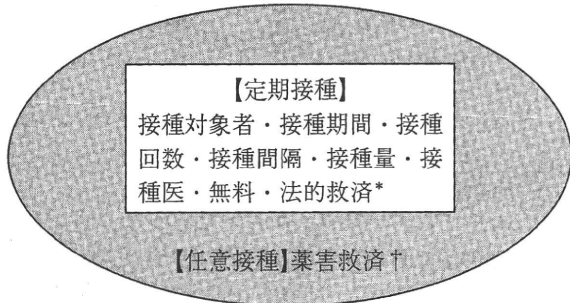 【定期接種】
接種対象者・接種期間・接種
回数・接種間隔・接種量・接
種医・無料・法的救済*
【任意接種】薬害救済†